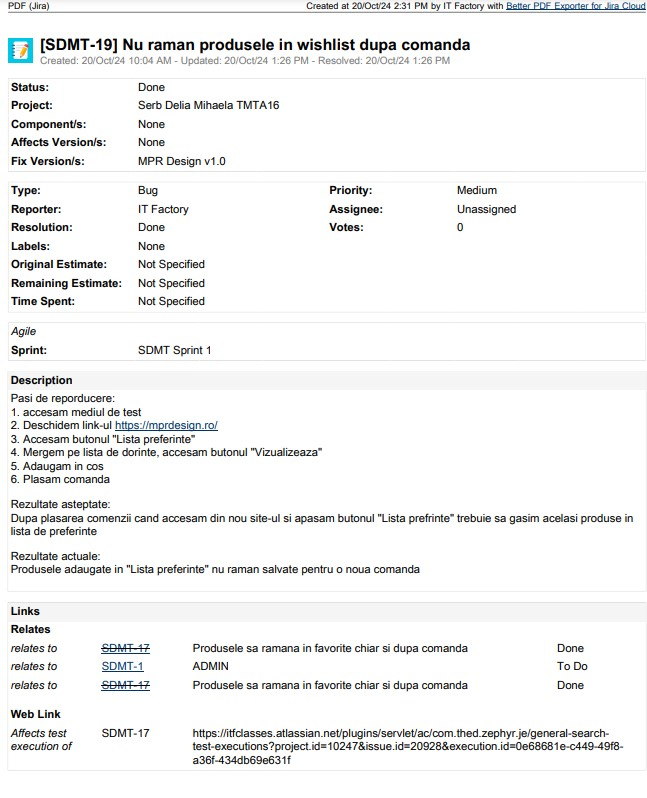 PDF (Jira) Created at 20/Oct/24 2:31 PM by IT Factory with Better PDF Exporter for Jira Cloud
[SDMT-19] Nu raman produsele in wishlist dupa comanda
Created: 20/Oct/24 10:04 AM - Updated: 20/Oct/24 1:26 PM - Resolved: 20/Oct/24 1:26 PM
Status: Done
Project: Serb Delia Mihaela TMTA16
Component/s: None
Affects Version/s: None
Fix Version/s: MPR Design v1.0
Type: Bug Priority: Medium
Reporter: IT Factory Assignee: Unassigned
Resolution: Done Votes: 0
Labels: None
Original Estimate: Not Specified
Remaining Estimate: Not Specified
Time Spent: Not Specified
Agile
Sprint: SDMT Sprint 1
Description
Pasi de reporducere:
1. accesam mediul de test
2. Deschidem link-ul https://mprdesign.ro/
3. Accesam butonul "Lista preferinte"
4. Mergem pe lista de dorinte, accesam butonul "Vizualizeaza"
5. Adaugam in cos
6. Plasam comanda
Rezultate asteptate:
Dupa plasarea comenzii cand accesam din nou site-ul si apasam butonul "Lista prefrinte" trebuie sa gasim acelasi produse in
lista de preferinte
Rezultate actuale:
Produsele adaugate in "Lista preferinte" nu raman salvate pentru o noua comanda
Links
Relates
relates to SDMT-17 Produsele sa ramana in favorite chiar si dupa comanda Done
relates to SDMT-1 ADMIN To Do
relates to SDMT-17 Produsele sa ramana in favorite chiar si dupa comanda Done
Web Link
Affects test SDMT-17 https://itfclasses.atlassian.net/plugins/servlet/ac/com.thed.zephyr.je/general-search-
execution of test-executions?project.id=10247&issue.id=20928&execution.id=0e68681e-c449-49f8-
a36f-434db69e631f